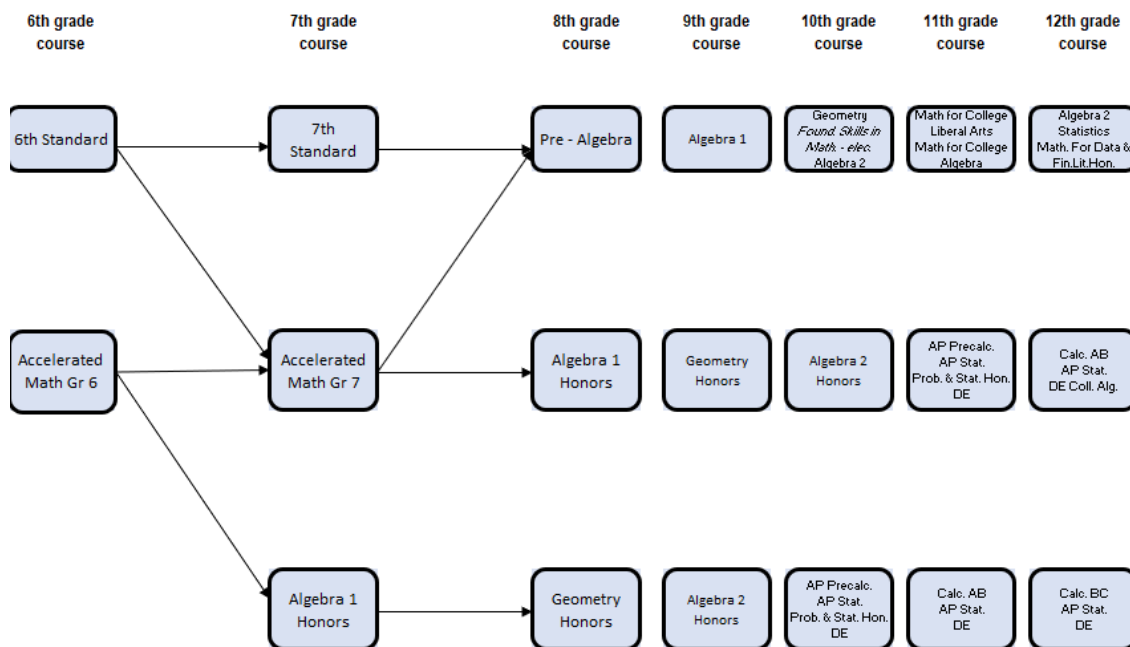 6th grade
course
7th grade
course
8th grade
course
9th grade
course
10th grade
course
11th grade
course
12th grade
course
6th Standard
7th
Standard
Pre - Algebra
Algebra 1
Geometry
Found. Skills in
Math. - elec.
Algebra 2
Math for College
Liberal Arts
Math for College
Algebra
Algebra 2
Statistics
Math. For Data &
Fin.Lit.Hon.
Accelerated
Math Gr 6
Accelerated
Math Gr 7
Algebra 1
Honors
Geometry
Honors
Algebra 2
Honors
AP Precalc.
AP Stat.
Prob. & Stat. Hon.
DE
Calc. AB
AP Stat.
DE Coll. Alg.
Algebra 1
Honors
Geometry
Honors
Algebra 2
Honors
AP Precalc.
AP Stat.
Prob. & Stat. Hon.
DE
Calc. AB
AP Stat.
DE
Calc. BC
AP Stat.
DE